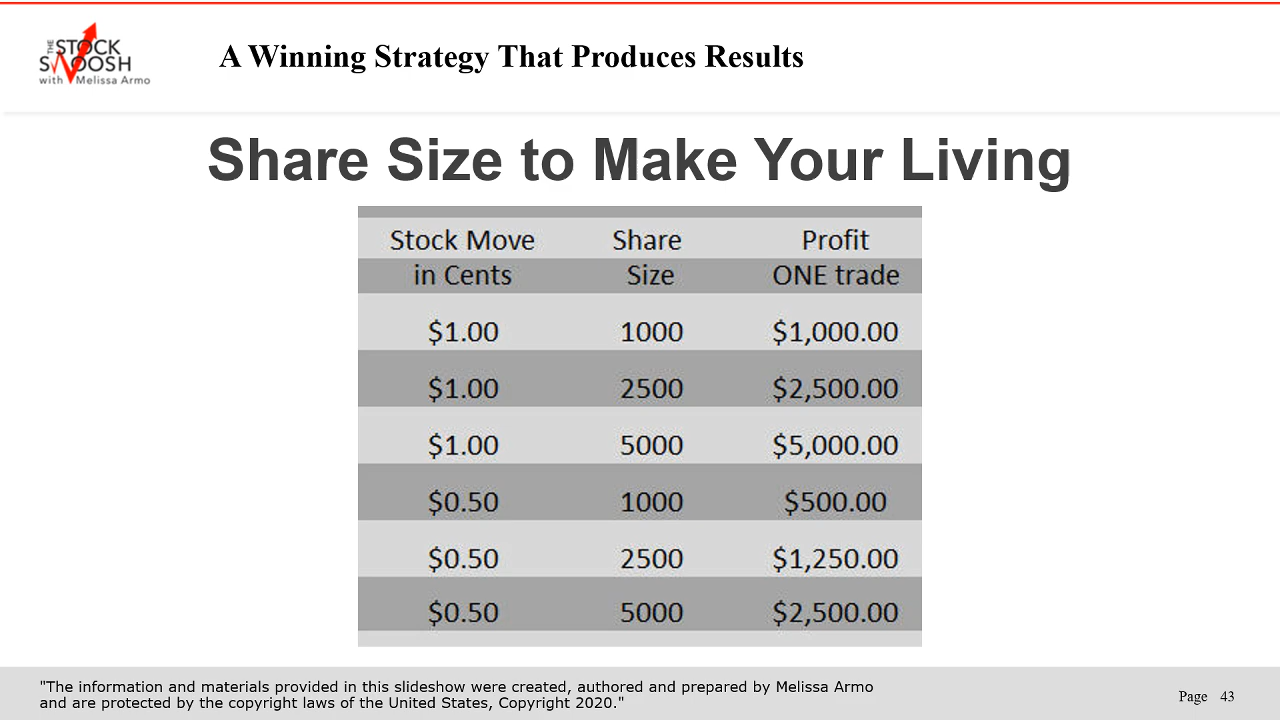 THE STOCK
SWOOSH
with Melissa Armo
A Winning Strategy That Produces Results
Share Size to Make Your Living
Stock Move Share Profit
in Cents Size ONE trade
$1.00 1000 $1,000.00
$1.00 2500 $2,500.00
$1.00 5000 $5,000.00
$0.50 1000 $500.00
$0.50 2500 $1,250.00
$0.50 5000 $2,500.00
"The information and materials provided in this slideshow were created, authored and prepared by Melissa Armo
and are protected by the copyright laws of the United States, Copyright 2020."
Page 43